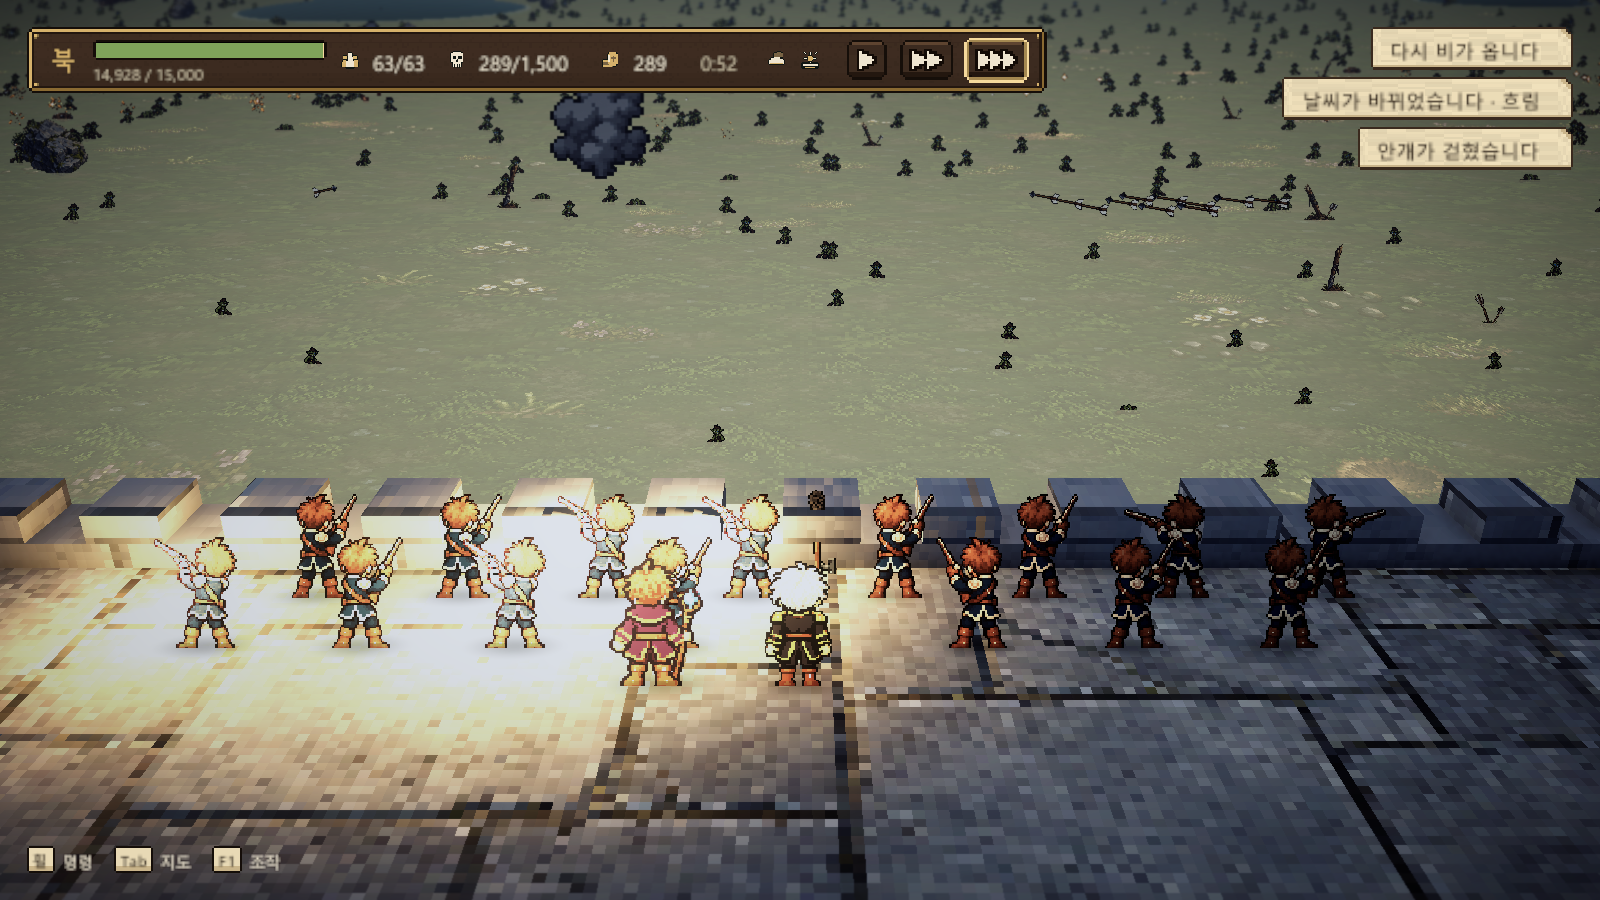 북
14,928 / 15,000
63/63
289/1,500
289
0:52
다시 비가 옵니다
날씨가 바뀌었습니다 · 흐림
안개가 걷혔습니다
휠 명령
Tab 지도
F1 조작